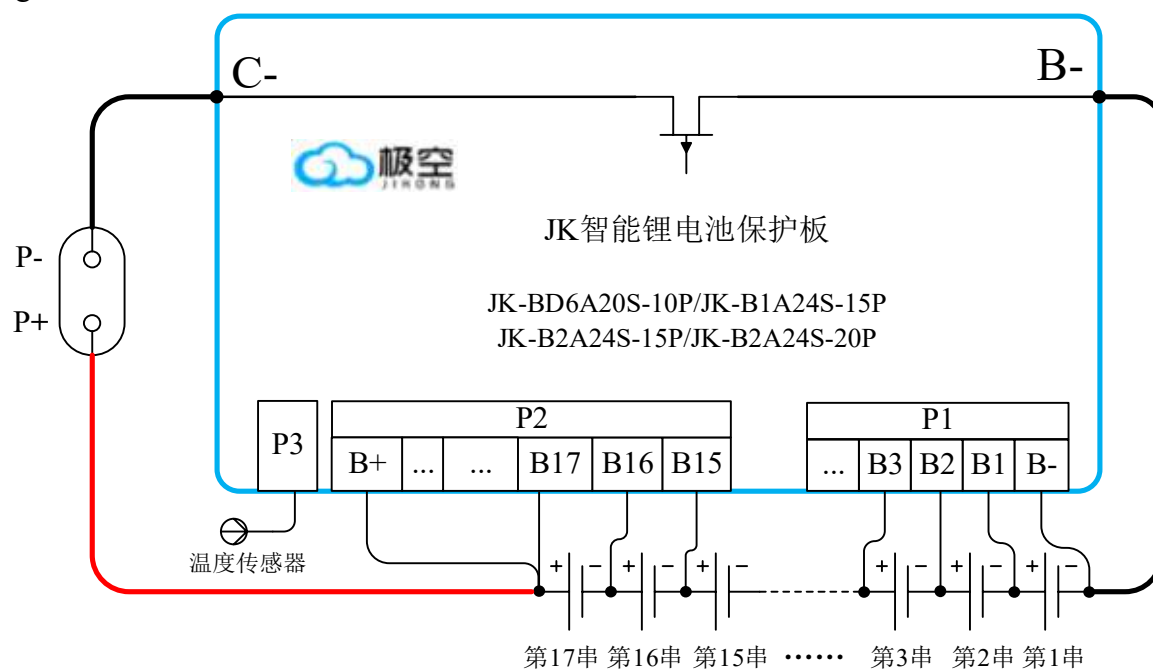 C-
B-
极空
JIKONG
JK智能锂电池保护板
P-
P+
JK-BD6A20S-10P/JK-B1A24S-15P
JK-B2A24S-15P/JK-B2A24S-20P
P3
P2
P1
B+ ... ... B17 B16 B15
... B3 B2 B1 B-
温度传感器
+ - + - + - + - + - + -
第17串 第16串 第15串 ⋯⋯ 第3串 第2串 第1串